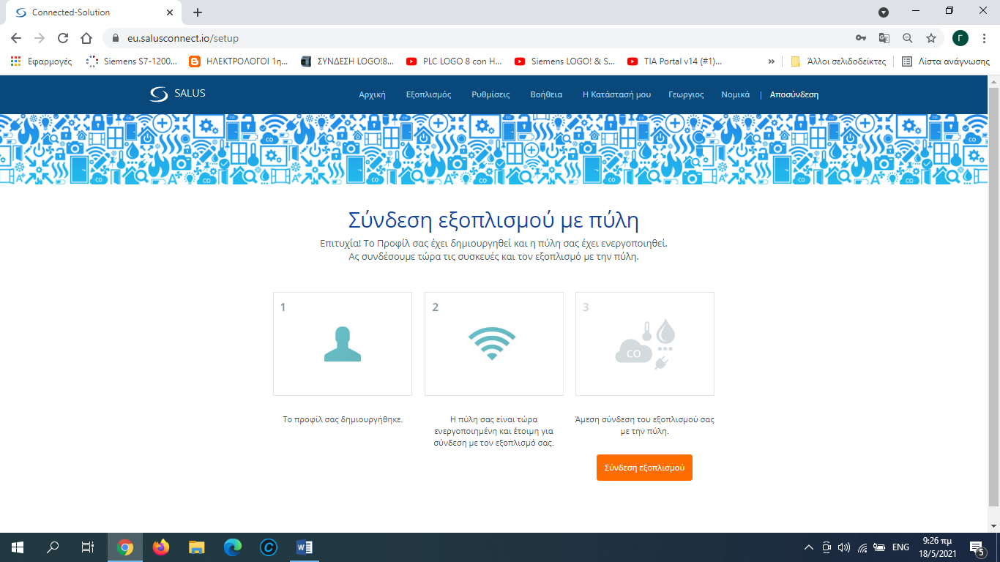 Connected-Solution
eu.salusconnect.io/setup
Γ
Εφαρμογές
Siemens S7-1200...
ΗΛΕΚΤΡΟΛΟΓΟΙ 1η...
ΣΥΝΔΕΣΗ LOGO!8...
PLC LOGO 8 con H...
Siemens LOGO! & S...
TIA Portal v14 (#1)...
»
Άλλοι σελιδοδείκτες
Λίστα ανάγνωσης
SALUS
Αρχική
Εξοπλισμός
Ρυθμίσεις
Βοήθεια
Η Κατάστασή μου
Γεωργιος
Νομικά
|
Αποσύνδεση
Σύνδεση εξοπλισμού με πύλη
Επιτυχία! Το Προφίλ σας έχει δημιουργηθεί και η πύλη σας έχει ενεργοποιηθεί.
Ας συνδέσουμε τώρα τις συσκευές και τον εξοπλισμό με την πύλη.
1
2
3
CO
Το προφίλ σας δημιουργήθηκε.
Η πύλη σας είναι τώρα
ενεργοποιημένη και έτοιμη για
σύνδεση με τον εξοπλισμό σας.
Άμεση σύνδεση του εξοπλισμού σας
με την πύλη.
Σύνδεση εξοπλισμού
ENG
9:26 πμ
18/5/2021
5